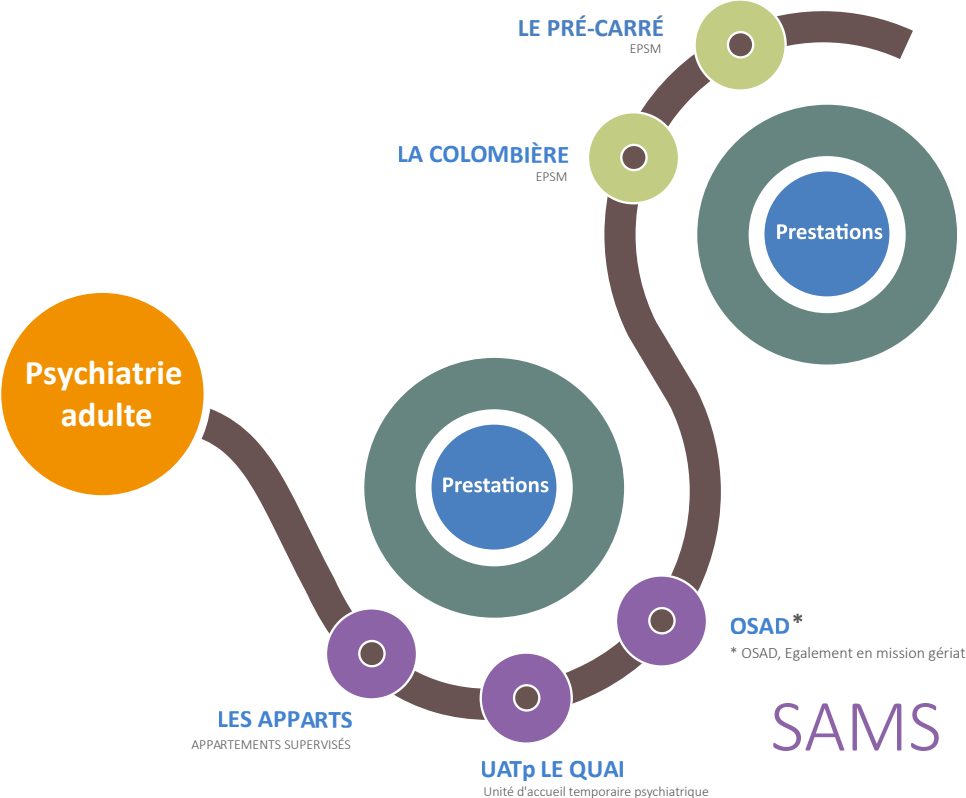 LE PRÉ-CARRÉ
EPSM
LA COLOMBIÈRE
EPSM
Prestations
Psychiatrie
adulte
Prestations
OSAD*
* OSAD, Egalement en mission gériat
LES APPARTS
APPARTEMENTS SUPERVISÉS
SAMS
UATp LE QUAI
Unité d'accueil temporaire psychiatrique